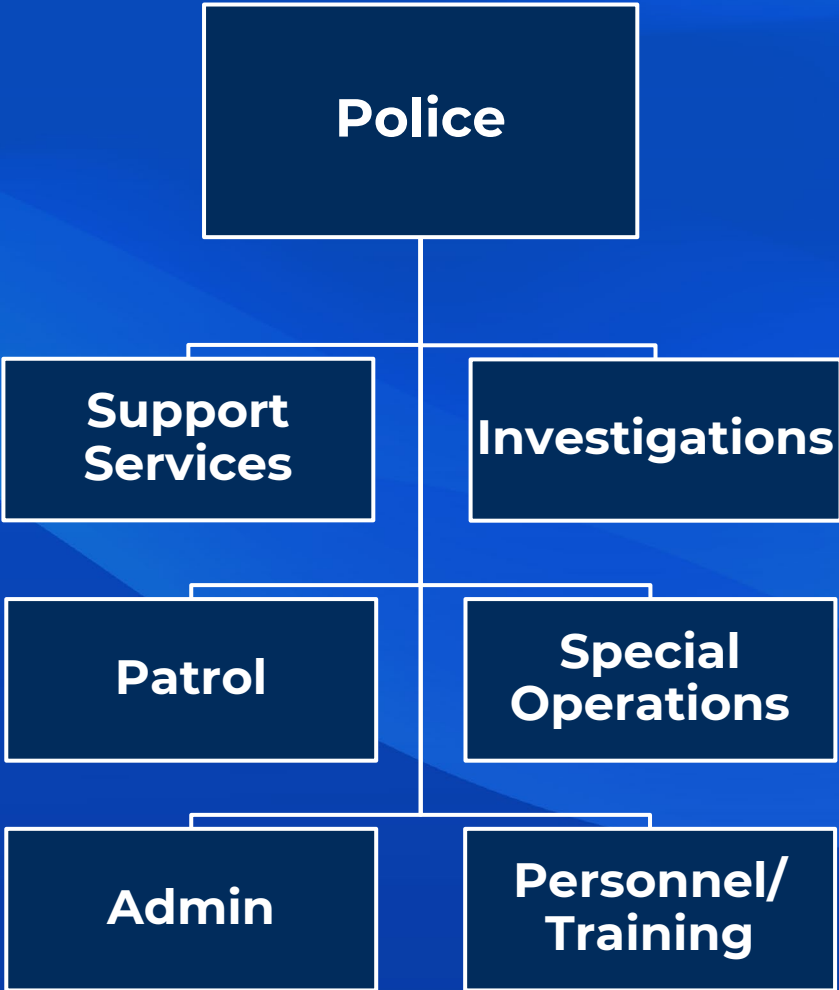 Police
Support
Services
Investigations
Patrol
Special
Operations
Admin
Personnel/
Training